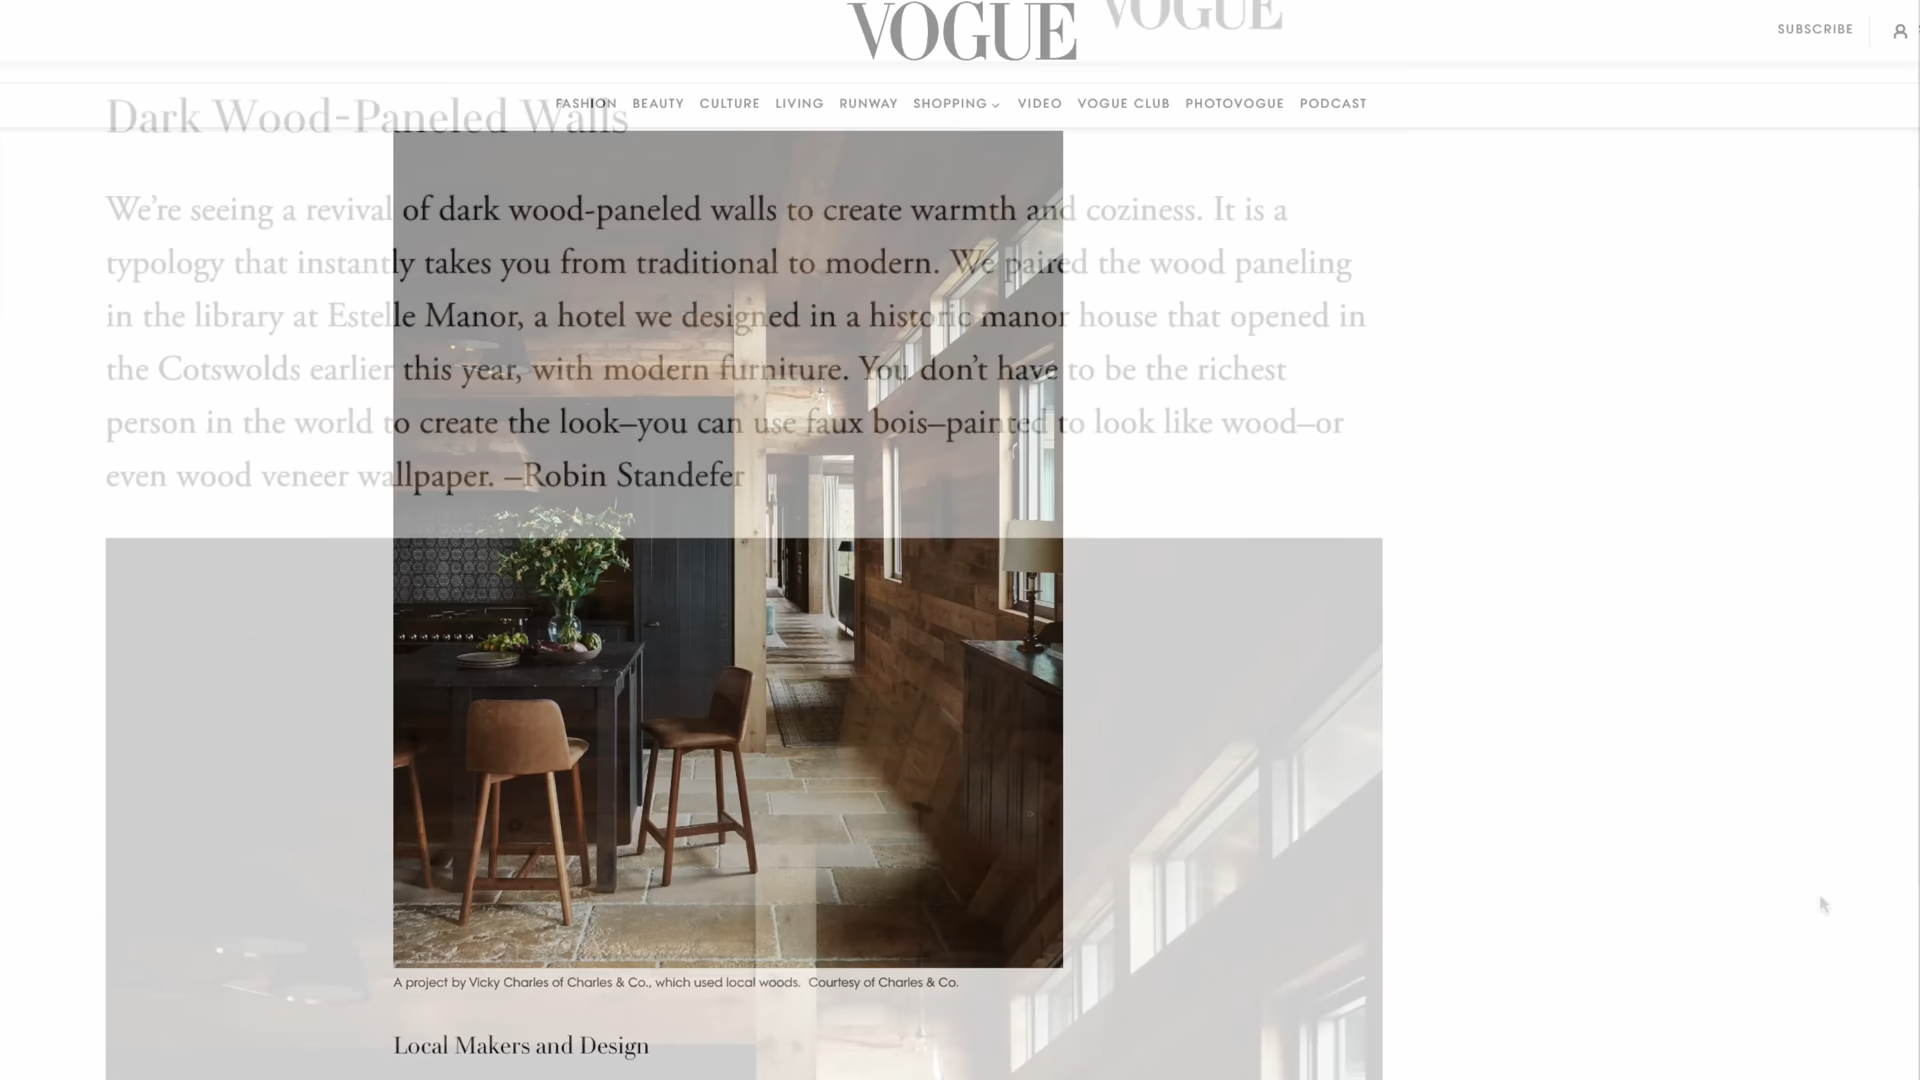 VOGUE
VOGUE
SUBSCRIBE
FASHION BEAUTY CULTURE LIVING RUNWAY SHOPPING VIDEO VOGUE CLUB PHOTOVOGUE PODCAST
Dark Wood-Paneled Walls
We’re seeing a revival of dark wood-paneled walls to create warmth and coziness. It is a
typology that instantly takes you from traditional to modern. We paired the wood paneling
in the library at Estelle Manor, a hotel we designed in a historic manor house that opened in
the Cotswolds earlier this year, with modern furniture. You don’t have to be the richest
person in the world to create the look–you can use faux bois–painted to look like wood–or
even wood veneer wallpaper. –Robin Standefer
A project by Vicky Charles of Charles & Co., which used local woods. Courtesy of Charles & Co.
Local Makers and Design